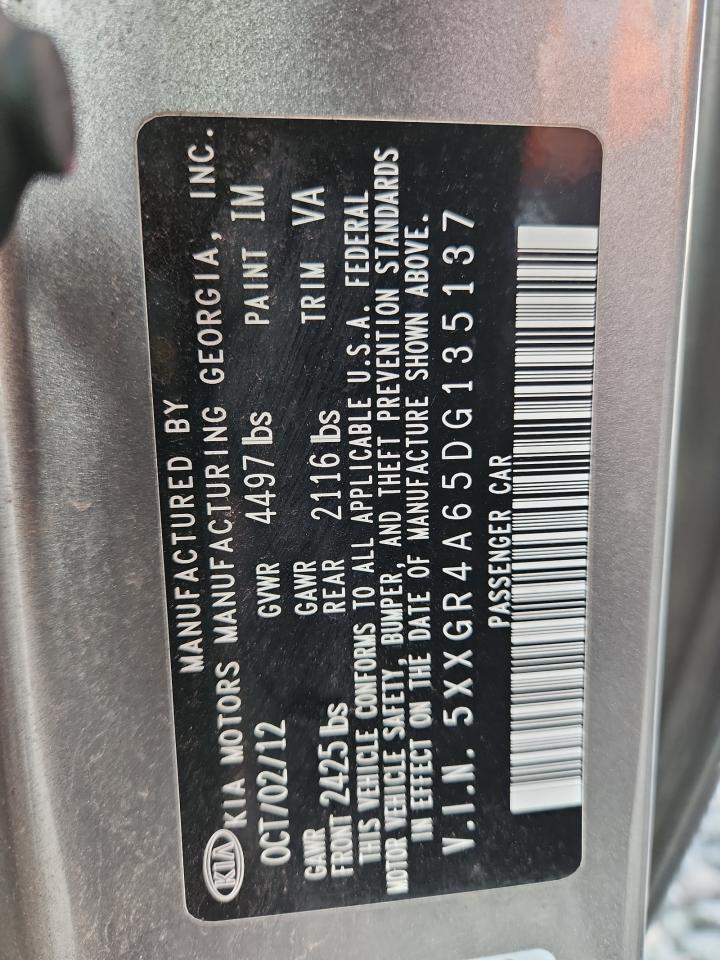 MANUFACTURED BY
KIA KIA MOTORS MANUFACTURING GEORGIA, INC.
OCT/02/12 GVWR 4497 lbs PAINT IM
GAWR FRONT 2425 lbs GAWR REAR 2116 lbs TRIM VA
THIS VEHICLE CONFORMS TO ALL APPLICABLE U.S.A. FEDERAL
MOTOR VEHICLE SAFETY, BUMPER, AND THEFT PREVENTION STANDARDS
IN EFFECT ON THE DATE OF MANUFACTURE SHOWN ABOVE.
V.I.N. 5XXGR4A65DG135137
PASSENGER CAR